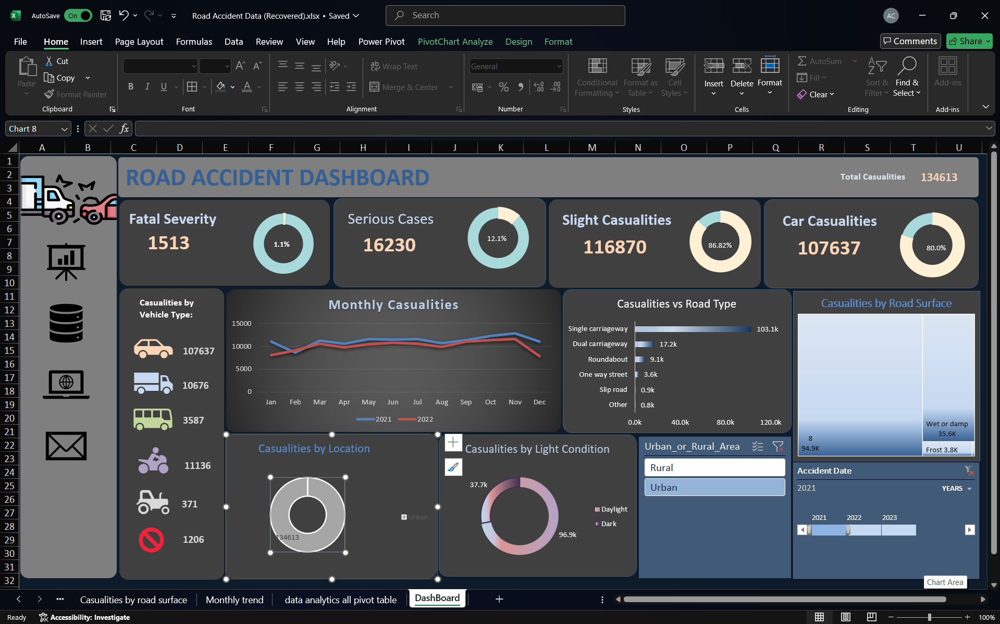 AutoSave On Road Accident Data (Recovered).xlsx • Saved Search AC
File Home Insert Page Layout Formulas Data Review View Help Power Pivot PivotChart Analyze Design Format Comments Share
Paste Cut Copy Format Painter
Clipboard
B I U A A A
Font
ab Wrap Text
Merge & Center
Alignment
General
% 9
Number
Conditional Formatting Format as Table Cell Styles
Styles
Insert Delete Format
Cells
AutoSum Fill Clear Sort & Filter Find & Select
Editing
Add-ins
Add-ins
Chart 8 fx
A B C D E F G H I J K L M N O P Q R S T U
1
2
3
4
5
6
7
8
9
10
11
12
13
14
15
16
17
18
19
20
21
22
23
24
25
26
27
28
29
30
31
32
ROAD ACCIDENT DASHBOARD
Total Casualities 134613
Fatal Severity
1513
1.1%
Serious Cases
16230
12.1%
Slight Casualities
116870
86.82%
Car Casualities
107637
80.0%
Casualities by
Vehicle Type:
107637
10676
3587
11136
371
1206
Monthly Casualities
15000
10000
5000
0
Jan Feb Mar Apr May Jun Jul Aug Sep Oct Nov Dec
2021 2022
Casualities vs Road Type
Single carriageway 103.1k
Dual carriageway 17.2k
Roundabout 9.1k
One way street 3.6k
Slip road 0.9k
Other 0.8k
0.0k 40.0k 80.0k 120.0k
Casualities by Road Surface
8
94.9K
Wet or damp
35.6K
Frost 3.8K
Casualities by Location
134613
Urban
Casualities by Light Condition
37.7k
96.9k
Daylight
Dark
Urban_or_Rural_Area
Rural
Urban
Accident Date
2021 YEARS
2021 2022 2023
Chart Area
Casualities by road surface Monthly trend data analytics all pivot table DashBoard
Ready Accessibility: Investigate 100%